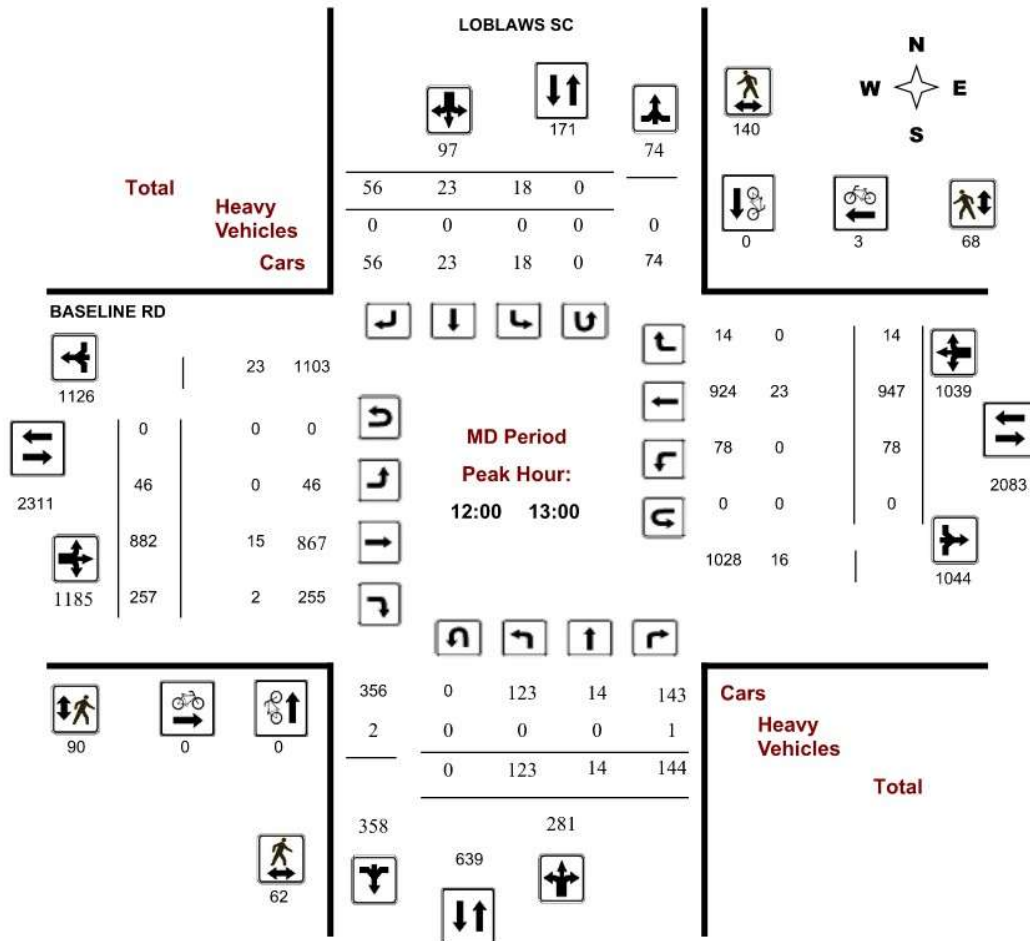 LOBLAWS SC
N
W E
S
97 171 74 140
Total 56 23 18 0
Heavy
Vehicles 0 0 0 0 0
0 3 68
Cars 56 23 18 0 74
BASELINE RD
1126 23 1103
14 0 14 1039
924 23 947
0 0 0
78 0 78
2311 46 0 46
MD Period
Peak Hour:
12:00 13:00
0 0 0
2083
882 15 867
1028 16 1044
1185 257 2 255
356 0 123 14 143
2 0 0 0 1
0 123 14 144
90 0 0
Cars
Heavy
Vehicles
Total
358 281
639
62